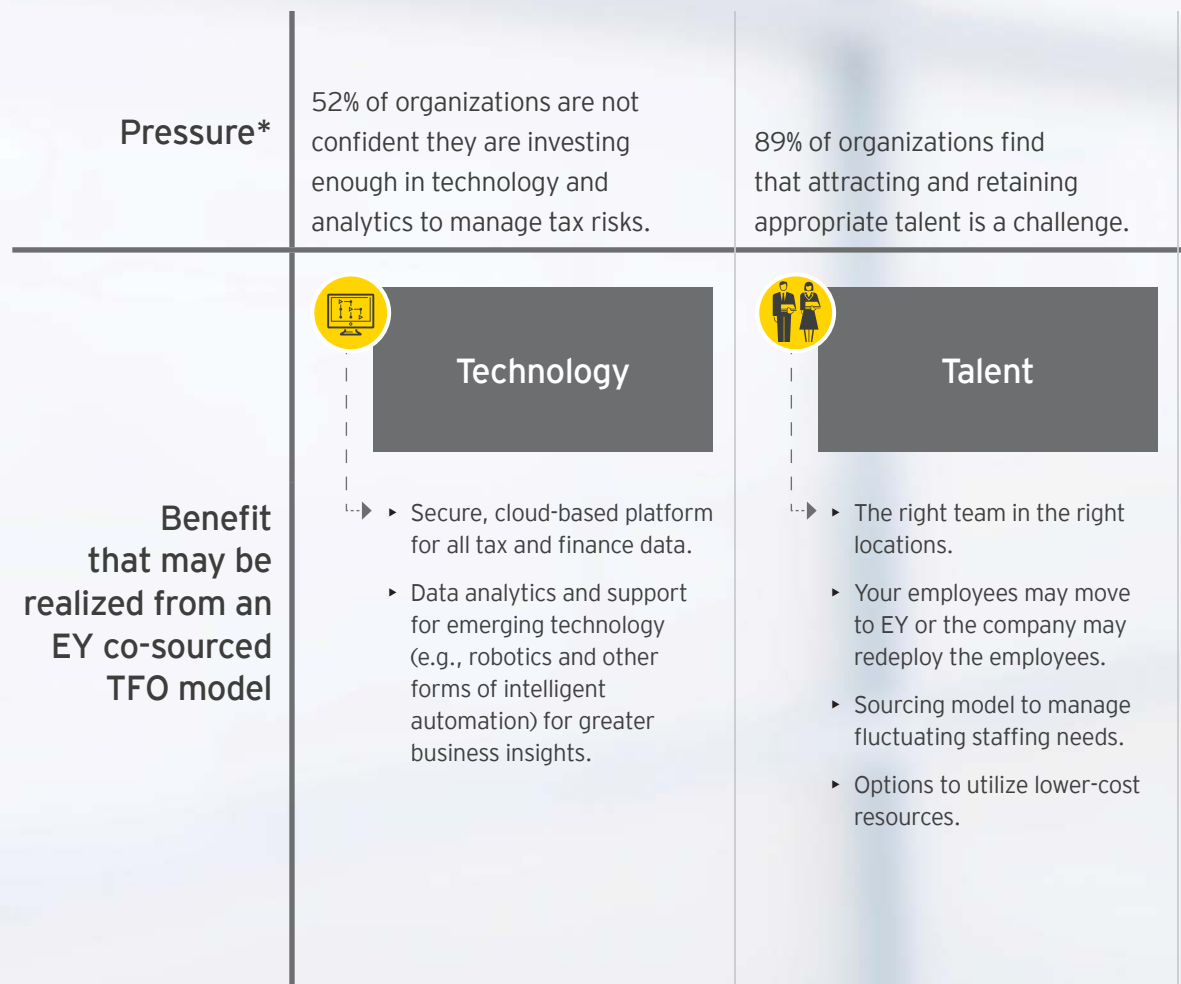 Pressure*
52% of organizations are not
confident they are investing
enough in technology and
analytics to manage tax risks.
89% of organizations find
that attracting and retaining
appropriate talent is a challenge.
Benefit
that may be
realized from an
EY co-sourced
TFO model
Technology
▸ Secure, cloud-based platform
for all tax and finance data.
▸ Data analytics and support
for emerging technology
(e.g., robotics and other
forms of intelligent
automation) for greater
business insights.
Talent
▸ The right team in the right
locations.
▸ Your employees may move
to EY or the company may
redeploy the employees.
▸ Sourcing model to manage
fluctuating staffing needs.
▸ Options to utilize lower-cost
resources.